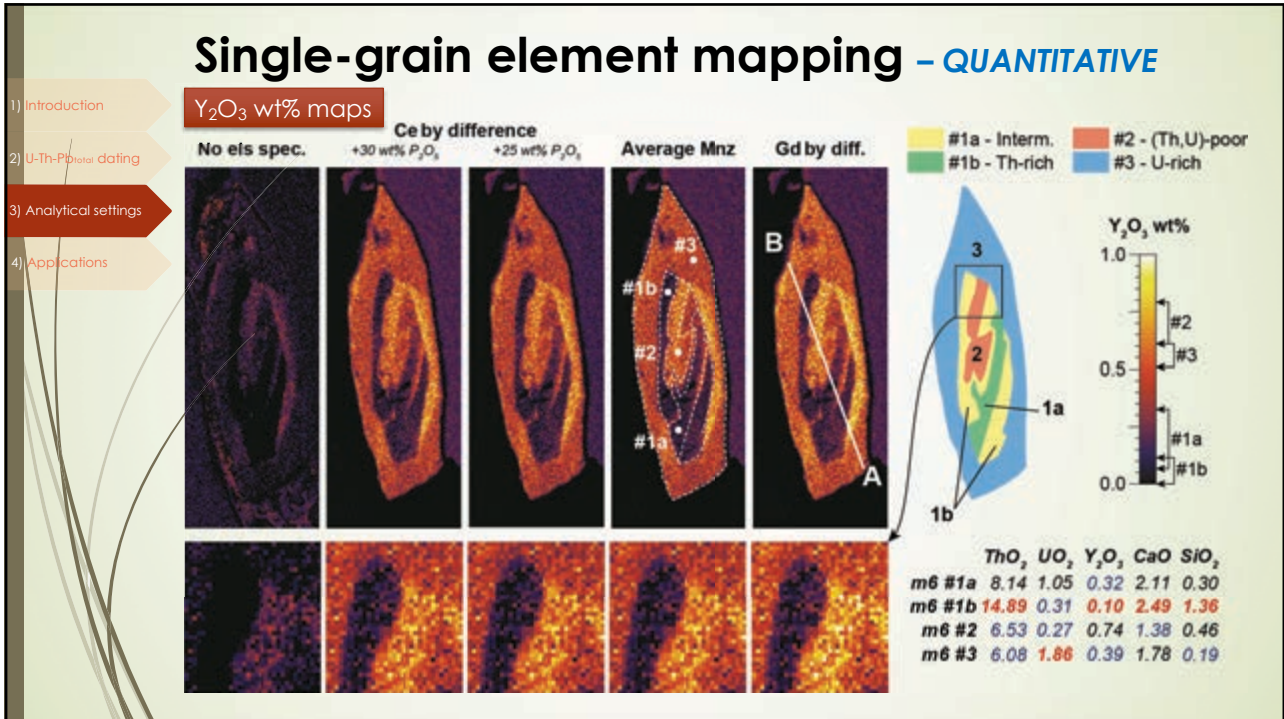 Single-grain element mapping – QUANTITATIVE
1) Introduction
2) U-Th-Pbtotal dating
3) Analytical settings
4) Applications
Y₂O₃ wt% maps
Ce by difference
No els spec.
+30 wt% P₂O₅
+25 wt% P₂O₅
Average Mnz
Gd by diff.
#3
#1b
#2
#1a
B
A
#1a - Interm.
#2 - (Th,U)-poor
#1b - Th-rich
#3 - U-rich
3
2
1a
1b
Y₂O₃ wt%
1.0
0.5
0.0
#2
#3
#1a
#1b
ThO₂ UO₂ Y₂O₃ CaO SiO₂
m6 #1a 8.14 1.05 0.32 2.11 0.30
m6 #1b 14.89 0.31 0.10 2.49 1.36
m6 #2 6.53 0.27 0.74 1.38 0.46
m6 #3 6.08 1.86 0.39 1.78 0.19